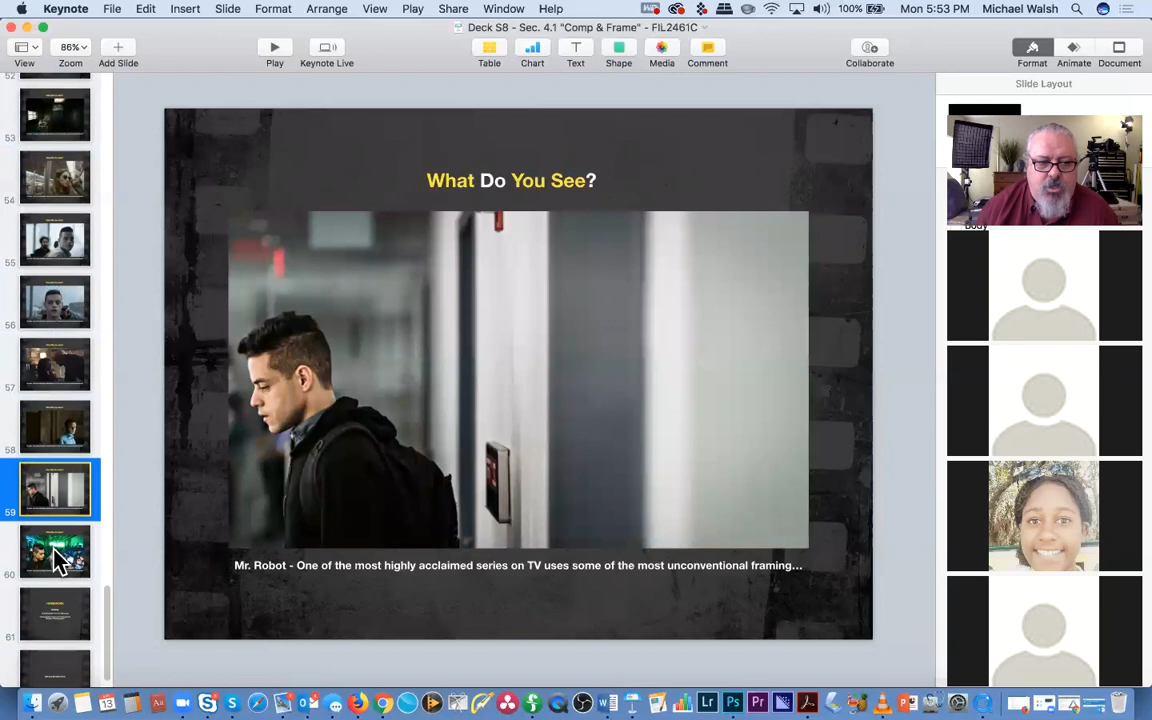 Keynote File Edit Insert Slide Format Arrange View Play Share Window Help 100% Mon 5:53 PM Michael Walsh
Deck S8 - Sec. 4.1 "Comp & Frame" - FIL2461C
86%
View Zoom Add Slide Play Keynote Live Table Chart Text Shape Media Comment Collaborate Format Animate Document
Slide Layout
Body
52
53
54
55
56
57
58
59
60
61
What Do You See?
Mr. Robot - One of the most highly acclaimed series on TV uses some of the most unconventional framing...